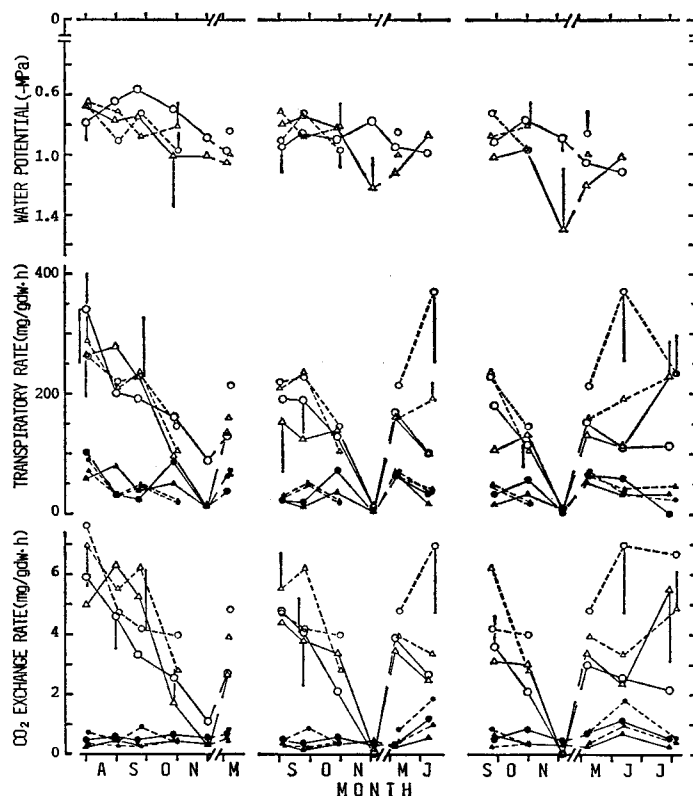 0
0.6
1.0
1.4
WATER POTENTIAL(-MPa)
400
200
0
TRANSPIRATORY RATE(mg/gdw·h)
6
4
2
0
CO₂ EXCHANGE RATE(mg/gdw·h)
A S O N M
S O N M J
S O N M J J
MONTH